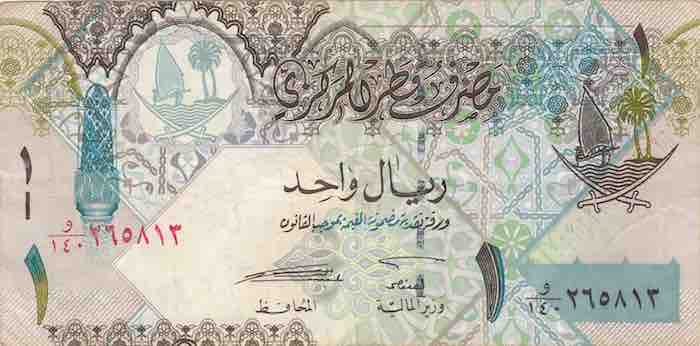 ١
مصرف قطر المركزي
ريال واحد
ورقة نقدية مضمونة القيمة بموجب القانون
١
و
١٤٠ ٢٦٥٨١٣
١
١
وزير المالية
المحافظ
و
١٤٠ ٢٦٥٨١٣